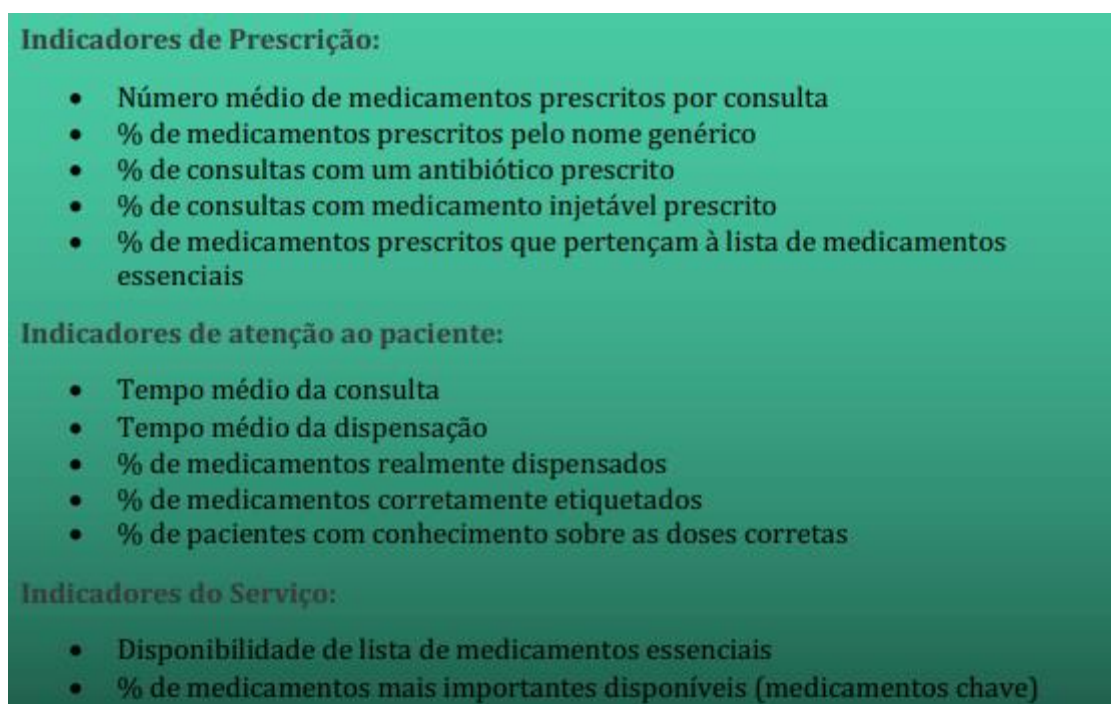 Indicadores de Prescrição:
• Número médio de medicamentos prescritos por consulta
• % de medicamentos prescritos pelo nome genérico
• % de consultas com um antibiótico prescrito
• % de consultas com medicamento injetável prescrito
• % de medicamentos prescritos que pertençam à lista de medicamentos
essenciais
Indicadores de atenção ao paciente:
• Tempo médio da consulta
• Tempo médio da dispensação
• % de medicamentos realmente dispensados
• % de medicamentos corretamente etiquetados
• % de pacientes com conhecimento sobre as doses corretas
Indicadores do Serviço:
• Disponibilidade de lista de medicamentos essenciais
• % de medicamentos mais importantes disponíveis (medicamentos chave)